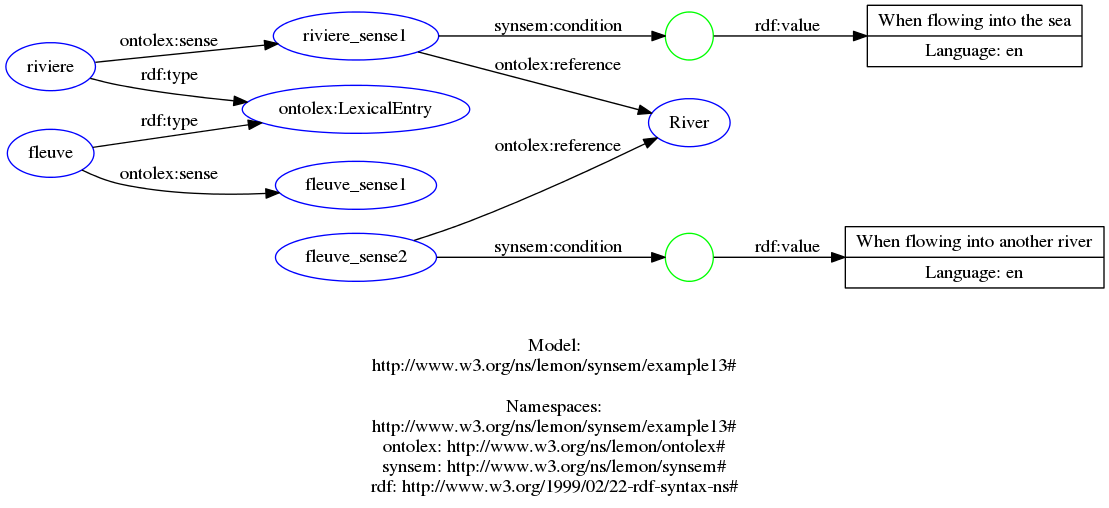 riviere
ontolex:sense
rdf:type
riviere_sense1
synsem:condition
rdf:value
When flowing into the sea
Language: en
ontolex:reference
ontolex:LexicalEntry
River
fleuve
rdf:type
ontolex:sense
fleuve_sense1
ontolex:reference
fleuve_sense2
synsem:condition
rdf:value
When flowing into another river
Language: en
Model:
http://www.w3.org/ns/lemon/synsem/example13#
Namespaces:
http://www.w3.org/ns/lemon/synsem/example13#
ontolex: http://www.w3.org/ns/lemon/ontolex#
synsem: http://www.w3.org/ns/lemon/synsem#
rdf: http://www.w3.org/1999/02/22-rdf-syntax-ns#